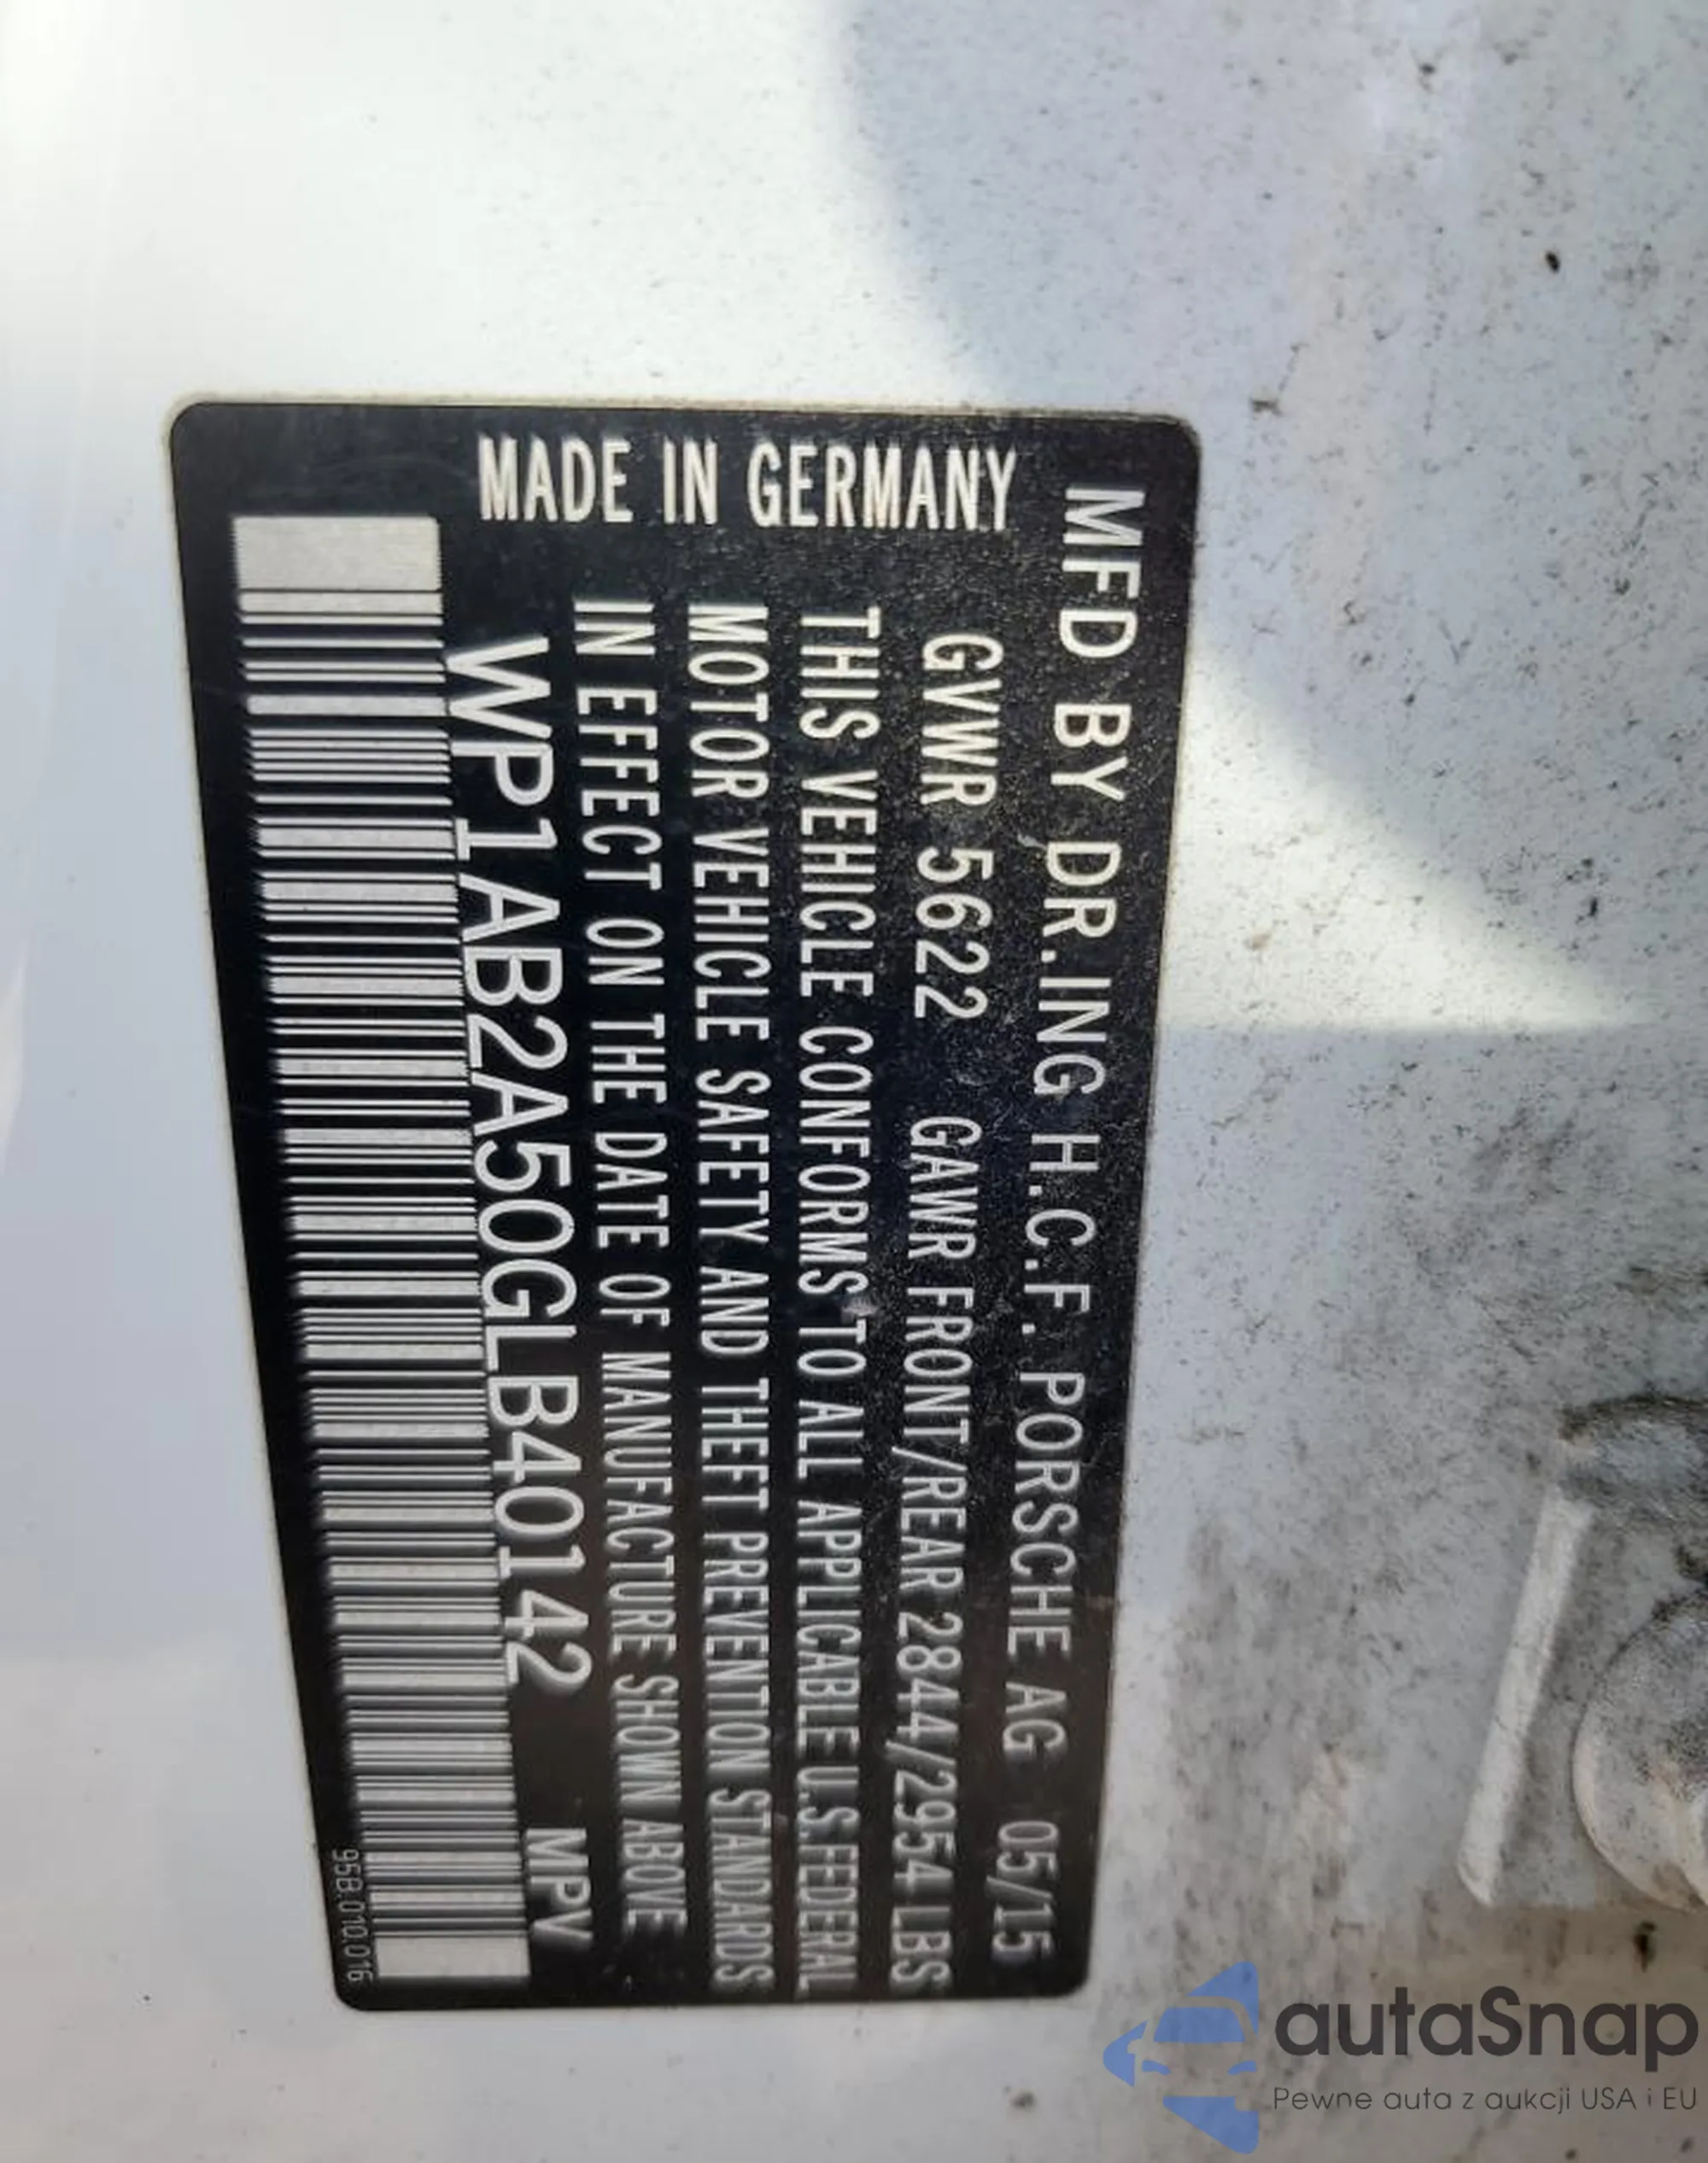 MFD BY DR.ING H.C.F. PORSCHE AG 05/15
GVWR 5622 GAWR FRONT/REAR 2844/2954 LBS
THIS VEHICLE CONFORMS TO ALL APPLICABLE U.S.FEDERAL
MOTOR VEHICLE SAFETY AND THEFT PREVENTION STANDARDS
IN EFFECT ON THE DATE OF MANUFACTURE SHOWN ABOVE
WP1AB2A50GLB40142 MPV
MADE IN GERMANY
95B.010.016
autaSnap
Pewne auta z aukcji USA i EU